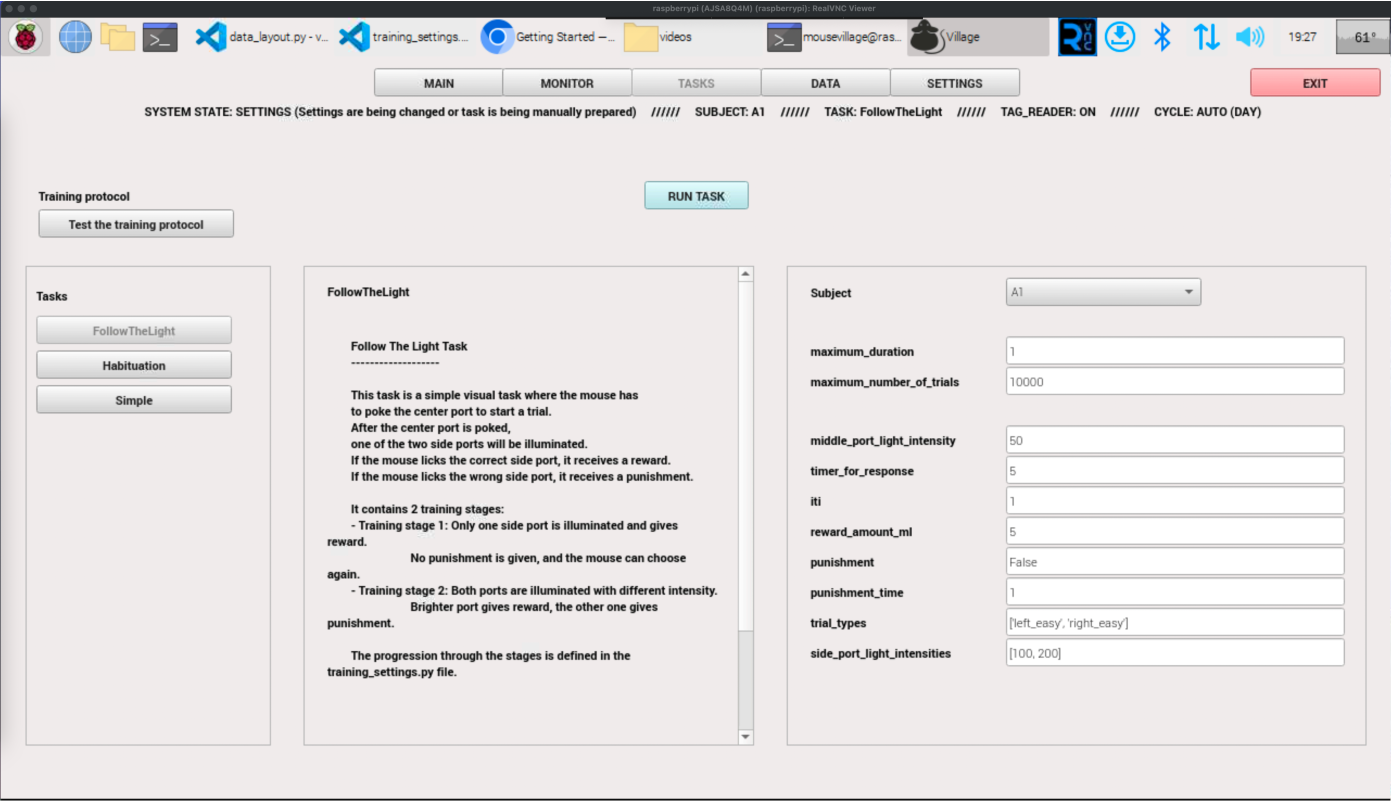 raspberrypi (AJSA8Q4M) (raspberrypi): RealVNC Viewer
data_layout.py - v... training_settings.... Getting Started —... videos mousevillage@ras... Village 19:27 61°
MAIN MONITOR TASKS DATA SETTINGS EXIT
SYSTEM STATE: SETTINGS (Settings are being changed or task is being manually prepared) ////// SUBJECT: A1 ////// TASK: FollowTheLight ////// TAG_READER: ON ////// CYCLE: AUTO (DAY)
Training protocol
Test the training protocol
RUN TASK
Tasks
FollowTheLight
Habituation
Simple
FollowTheLight
Follow The Light Task
-------------------
This task is a simple visual task where the mouse has
to poke the center port to start a trial.
After the center port is poked,
one of the two side ports will be illuminated.
If the mouse licks the correct side port, it receives a reward.
If the mouse licks the wrong side port, it receives a punishment.
It contains 2 training stages:
- Training stage 1: Only one side port is illuminated and gives
reward.
No punishment is given, and the mouse can choose
again.
- Training stage 2: Both ports are illuminated with different intensity.
Brighter port gives reward, the other one gives
punishment.
The progression through the stages is defined in the
training_settings.py file.
Subject A1
maximum_duration 1
maximum_number_of_trials 10000
middle_port_light_intensity 50
timer_for_response 5
iti 1
reward_amount_ml 5
punishment False
punishment_time 1
trial_types ['left_easy', 'right_easy']
side_port_light_intensities [100, 200]